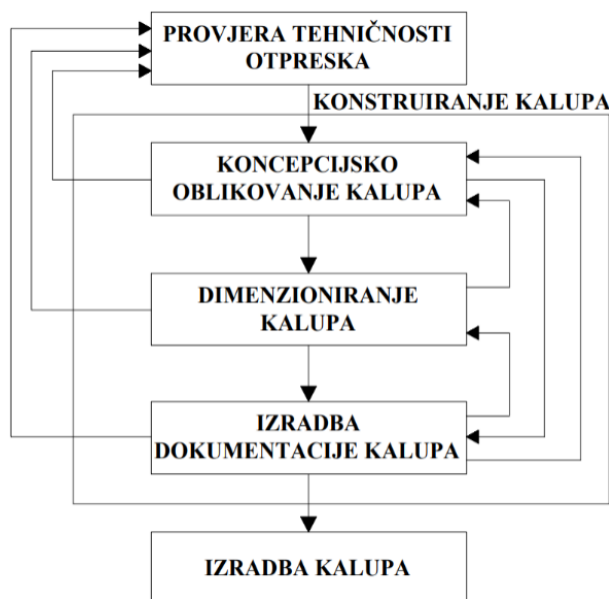 PROVJERA TEHNIČNOSTI
OTPRESKA
KONSTRUIRANJE KALUPA
KONCEPCIJSKO
OBLIKOVANJE KALUPA
DIMENZIONIRANJE
KALUPA
IZRADBA
DOKUMENTACIJE KALUPA
IZRADBA KALUPA